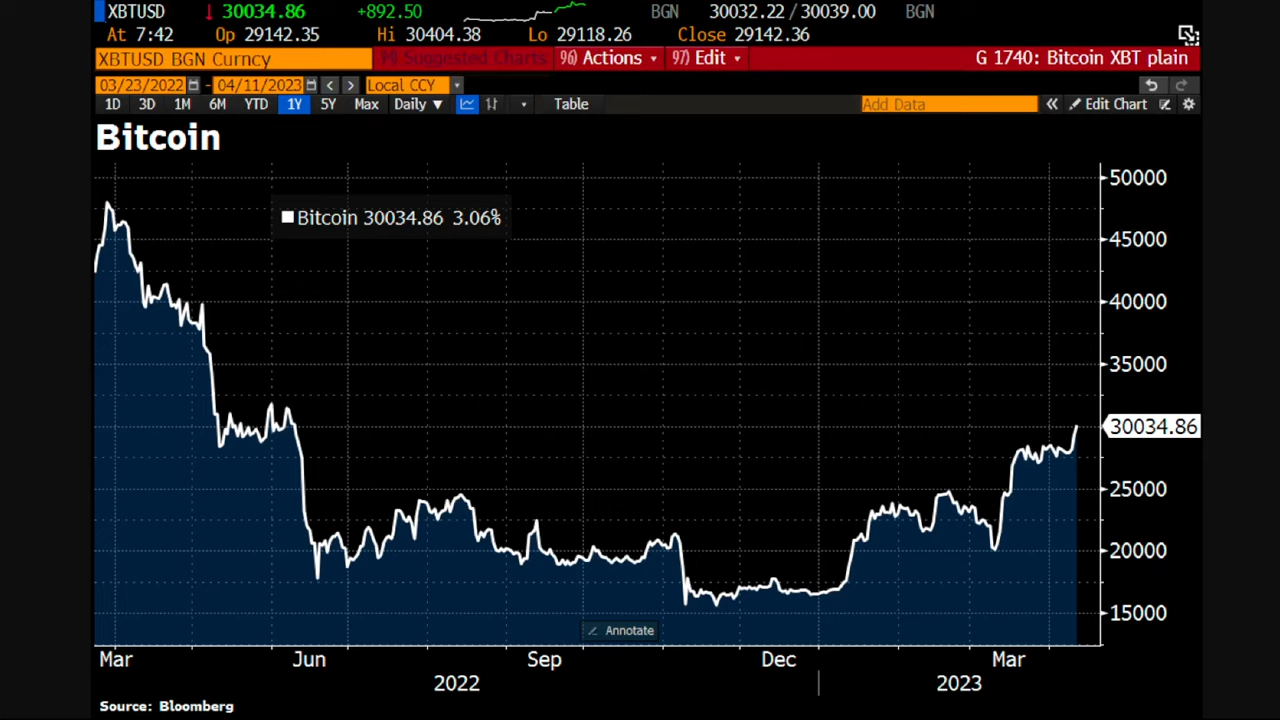 XBTUSD ↓ 30034.86 +892.50 BGN 30032.22/30039.00 BGN
At 7:42 Op 29142.35 Hi 30404.38 Lo 29118.26 Close 29142.36
XBTUSD BGN Curncy 99) Suggested Charts 96) Actions 97) Edit G 1740: Bitcoin XBT plain
03/23/2022 - 04/11/2023 < > Local CCY
1D 3D 1M 6M YTD 1Y 5Y Max Daily ▼ Table Add Data « Edit Chart
Bitcoin
Bitcoin 30034.86 3.06%
50000
45000
40000
35000
30034.86
25000
20000
15000
Annotate
Mar Jun Sep Dec Mar
2022 2023
Source: Bloomberg